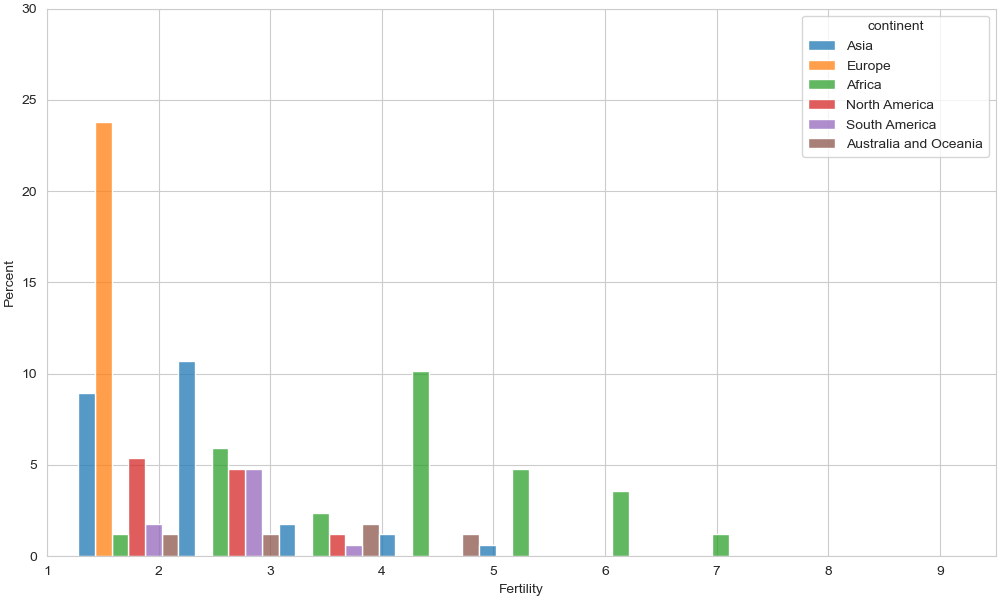 30
25
20
15
10
5
0
Percent
1 2 3 4 5 6 7 8 9
Fertility
continent
Asia
Europe
Africa
North America
South America
Australia and Oceania